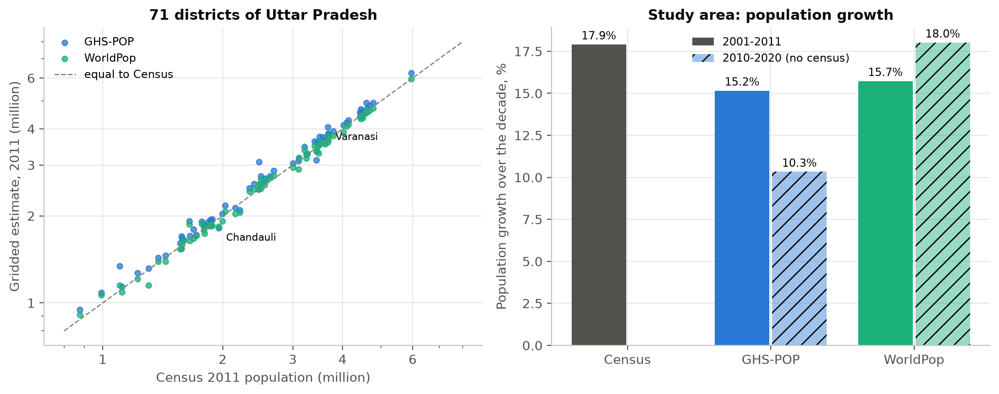 71 districts of Uttar Pradesh
GHS-POP
WorldPop
equal to Census
Varanasi
Chandauli
Gridded estimate, 2011 (million)
6
4
3
2
1
1
2
3
4
6
Census 2011 population (million)
Study area: population growth
2001-2011
2010-2020 (no census)
17.9%
15.2%
10.3%
15.7%
18.0%
Population growth over the decade, %
17.5
15.0
12.5
10.0
7.5
5.0
2.5
0.0
Census
GHS-POP
WorldPop